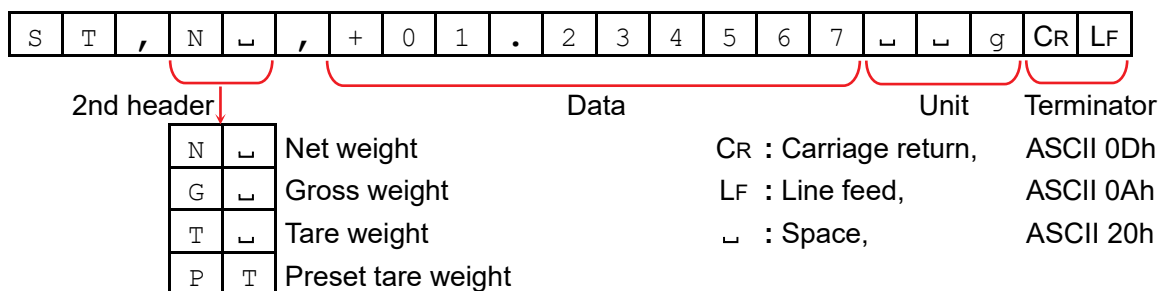 S T , N ␣ , + 0 1 . 2 3 4 5 6 7 ␣ ␣ g CR LF
2nd header Data Unit Terminator
N ␣ Net weight CR : Carriage return, ASCII 0Dh
G ␣ Gross weight LF : Line feed, ASCII 0Ah
T ␣ Tare weight ␣ : Space, ASCII 20h
P T Preset tare weight